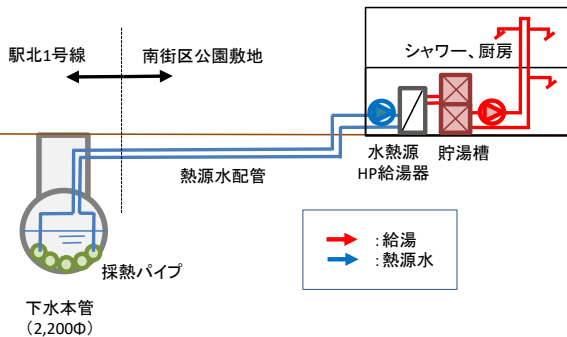 駅北1号線
南街区公園敷地
シャワー、厨房
水熱源
HP給湯器
貯湯槽
熱源水配管
採熱パイプ
下水本管
（2,200Φ）
：給湯
：熱源水